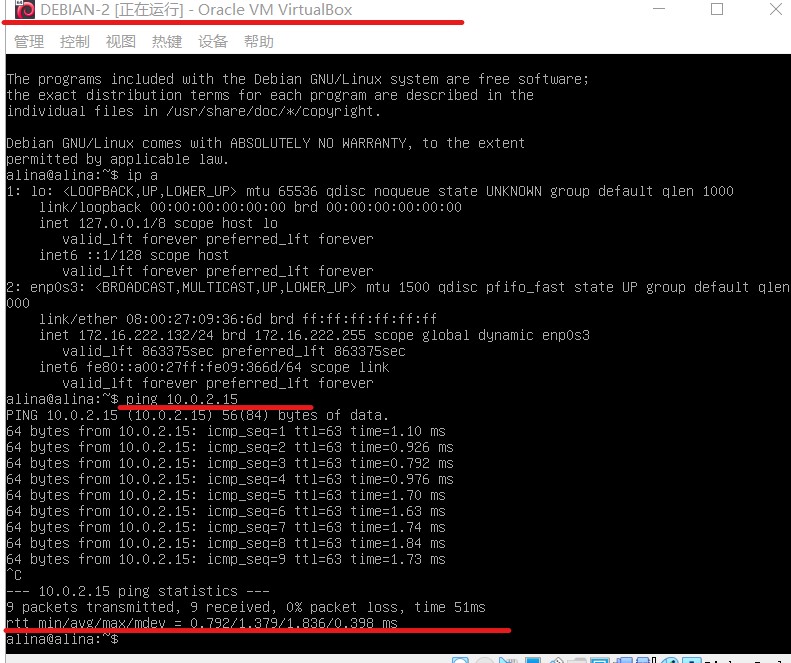 DEBIAN-2 [正在运行] - Oracle VM VirtualBox
管理 控制 视图 热键 设备 帮助
The programs included with the Debian GNU/Linux system are free software;
the exact distribution terms for each program are described in the
individual files in /usr/share/doc/*/copyright.
Debian GNU/Linux comes with ABSOLUTELY NO WARRANTY, to the extent
permitted by applicable law.
alina@alina:~$ ip a
1: lo: <LOOPBACK,UP,LOWER_UP> mtu 65536 qdisc noqueue state UNKNOWN group default qlen 1000
link/loopback 00:00:00:00:00:00 brd 00:00:00:00:00:00
inet 127.0.0.1/8 scope host lo
valid_lft forever preferred_lft forever
inet6 ::1/128 scope host
valid_lft forever preferred_lft forever
2: enp0s3: <BROADCAST,MULTICAST,UP,LOWER_UP> mtu 1500 qdisc pfifo_fast state UP group default qlen
000
link/ether 08:00:27:09:36:6d brd ff:ff:ff:ff:ff:ff
inet 172.16.222.132/24 brd 172.16.222.255 scope global dynamic enp0s3
valid_lft 863375sec preferred_lft 863375sec
inet6 fe80::a00:27ff:fe09:366d/64 scope link
valid_lft forever preferred_lft forever
alina@alina:~$ ping 10.0.2.15
PING 10.0.2.15 (10.0.2.15) 56(84) bytes of data.
64 bytes from 10.0.2.15: icmp_seq=1 ttl=63 time=1.10 ms
64 bytes from 10.0.2.15: icmp_seq=2 ttl=63 time=0.926 ms
64 bytes from 10.0.2.15: icmp_seq=3 ttl=63 time=0.792 ms
64 bytes from 10.0.2.15: icmp_seq=4 ttl=63 time=0.976 ms
64 bytes from 10.0.2.15: icmp_seq=5 ttl=63 time=1.70 ms
64 bytes from 10.0.2.15: icmp_seq=6 ttl=63 time=1.63 ms
64 bytes from 10.0.2.15: icmp_seq=7 ttl=63 time=1.74 ms
64 bytes from 10.0.2.15: icmp_seq=8 ttl=63 time=1.84 ms
64 bytes from 10.0.2.15: icmp_seq=9 ttl=63 time=1.73 ms
^C
--- 10.0.2.15 ping statistics ---
9 packets transmitted, 9 received, 0% packet loss, time 51ms
rtt min/avg/max/mdev = 0.792/1.379/1.836/0.398 ms
alina@alina:~$